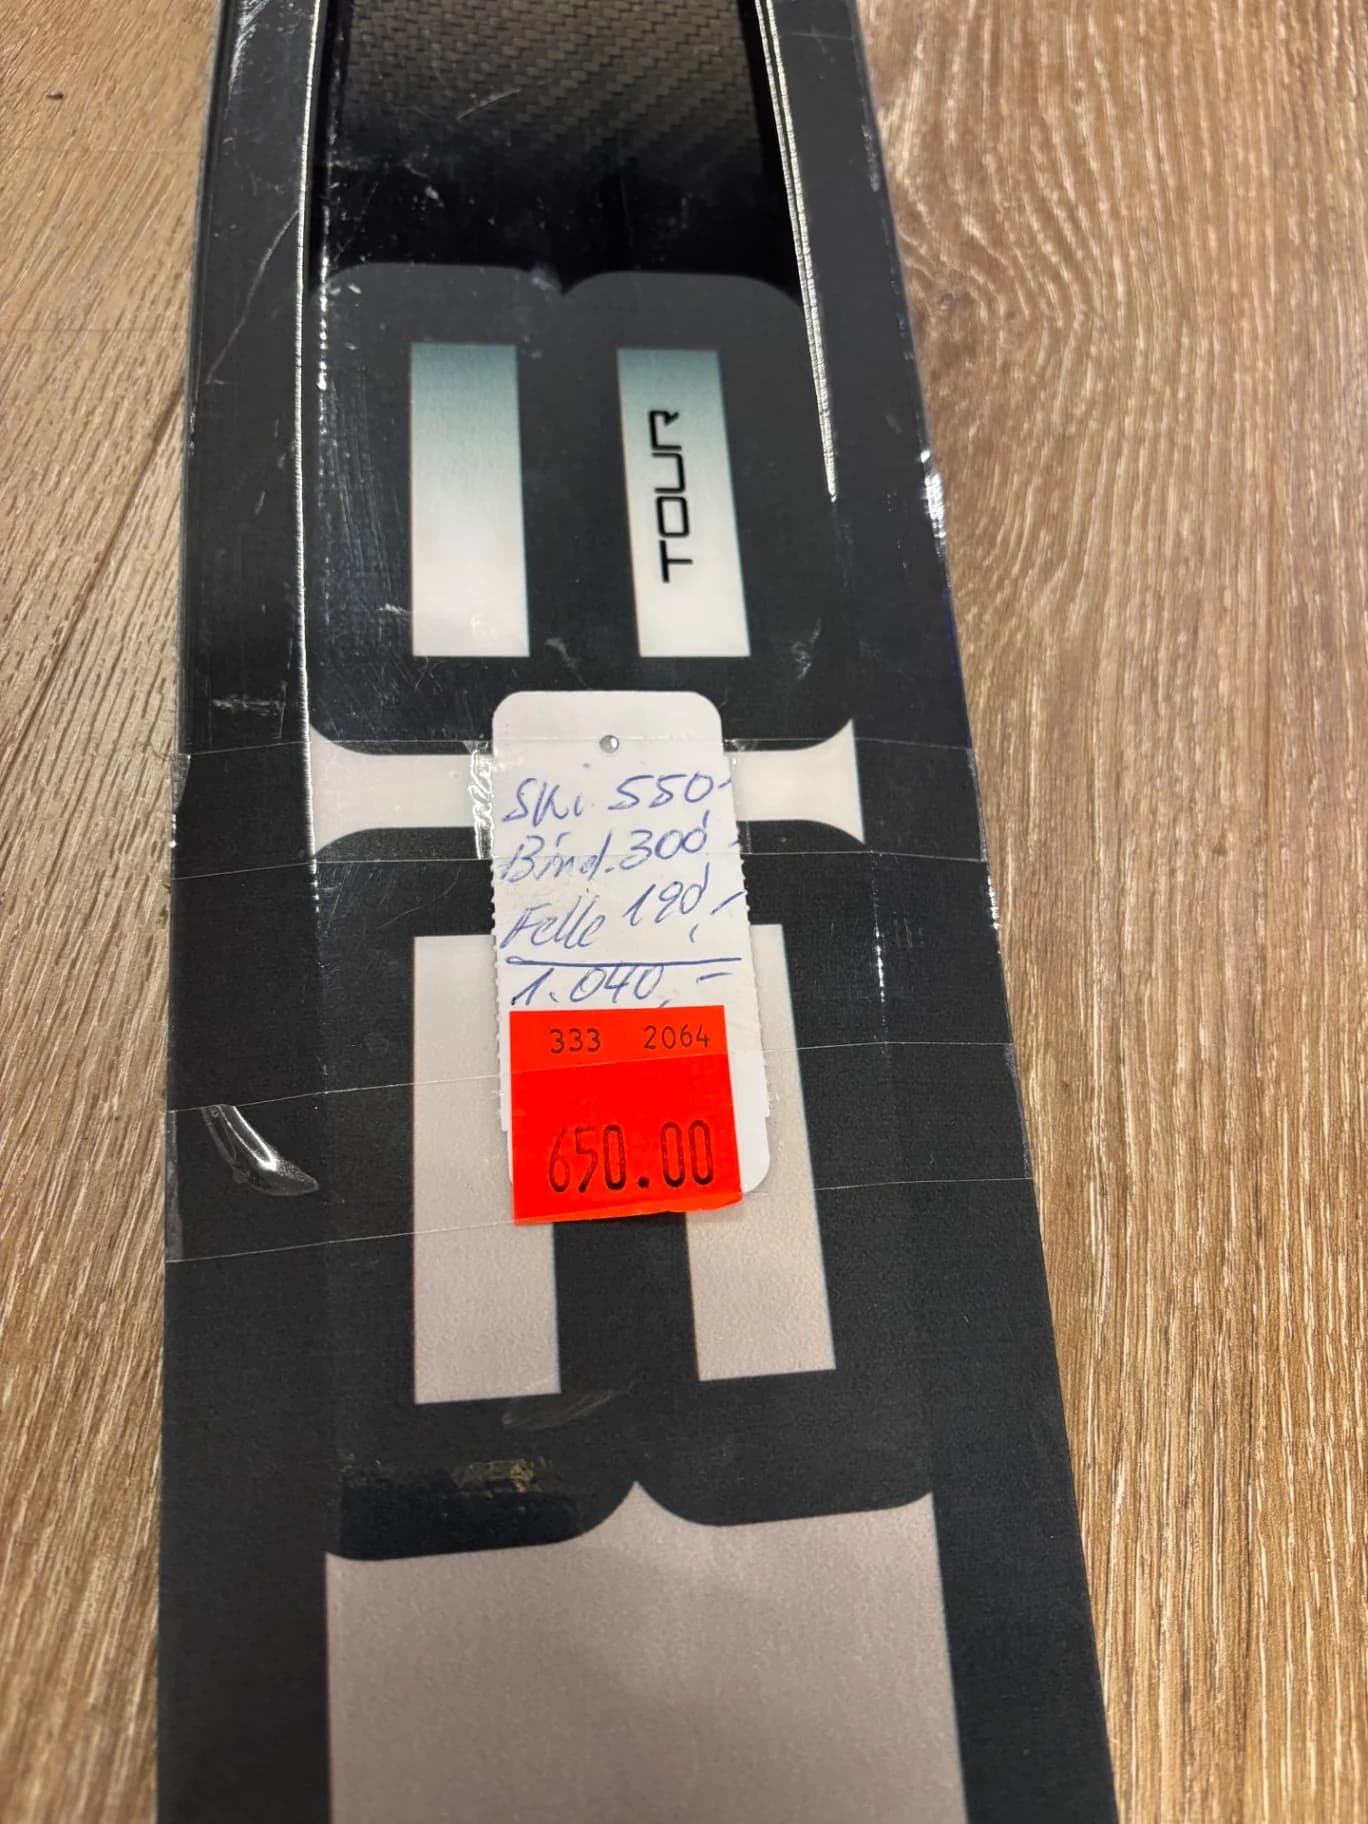 TOUR
Ski 550,-
Bind. 300,-
Felle 190,-
1.040,-
333 2064
650.00